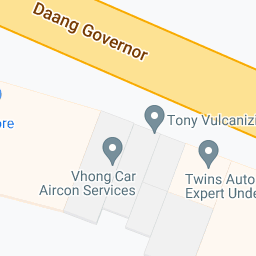 Daang Governor
Tony Vulcanizi
ore
Vhong Car
Aircon Services
Twins Auto
Expert Unde